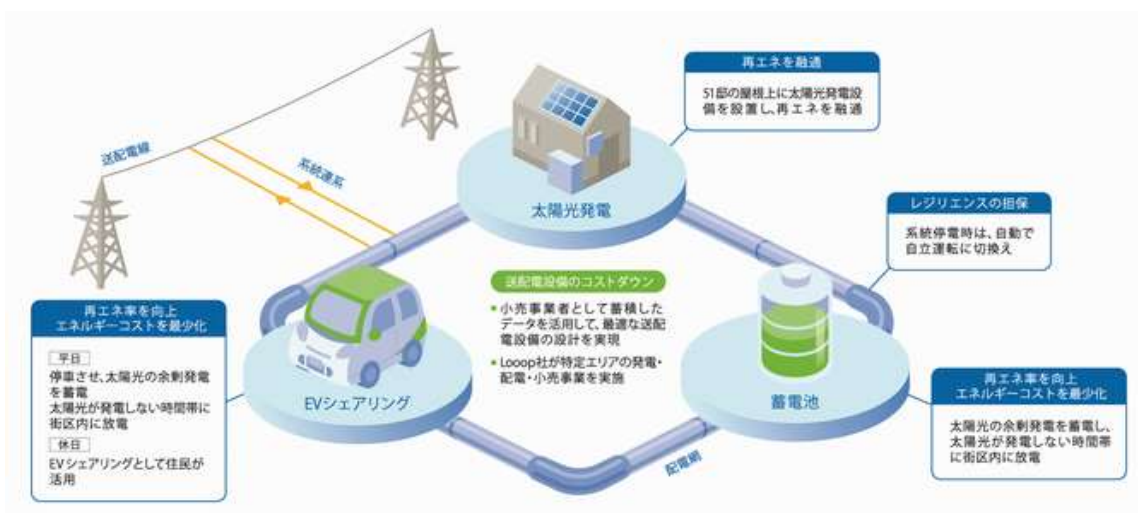 再エネを融通
51邸の屋根上に太陽光発電設
備を設置し、再エネを融通
送配電線
系統連系
太陽光発電
レジリエンスの担保
系統停電時は、自動で
自立運転に切換え
送配電設備のコストダウン
• 小売事業者として蓄積した
データを活用して、最適な送配
電設備の設計を実現
• Looop社が特定エリアの発電・
配電・小売事業を実施
再エネ率を向上
エネルギーコストを最少化
平日
停車させ、太陽光の余剰発電
を蓄電
太陽光が発電しない時間帯に
街区内に放電
休日
EVシェアリングとして住民が
活用
EVシェアリング
蓄電池
再エネ率を向上
エネルギーコストを最少化
太陽光の余剰発電を蓄電し、
太陽光が発電しない時間帯
に街区内に放電
配電網